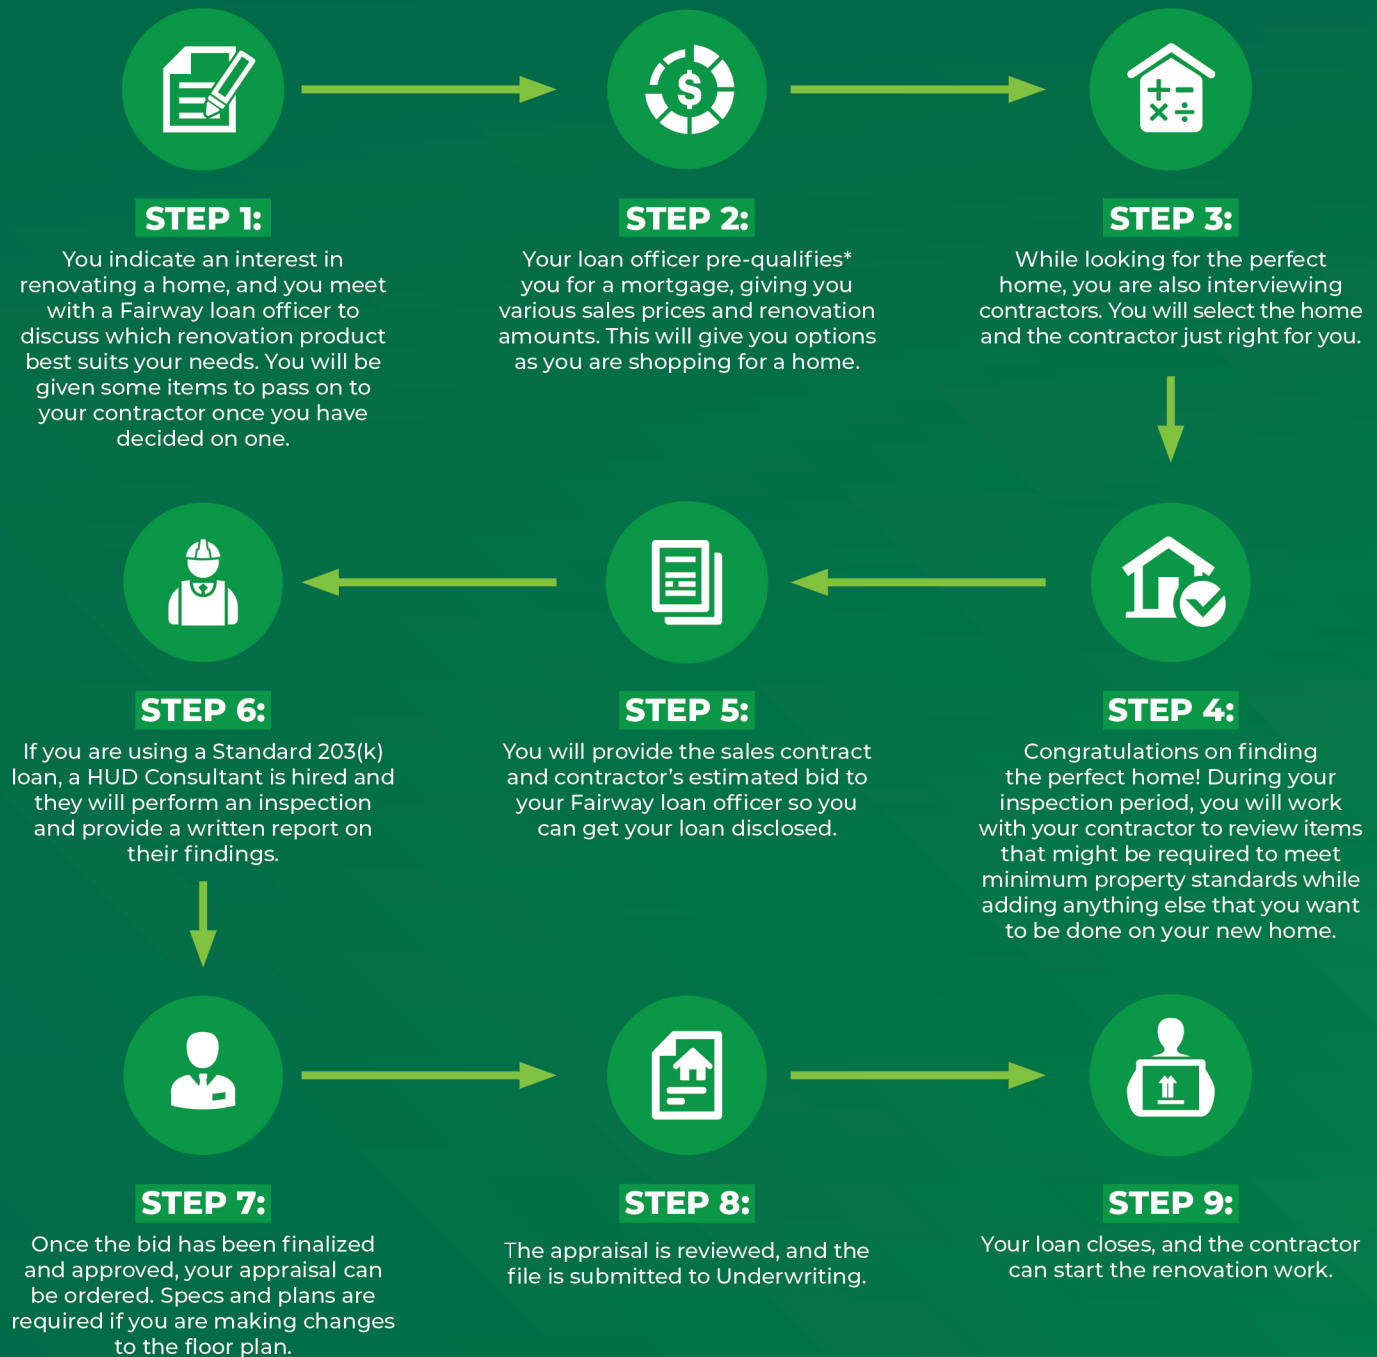 STEP 1:
You indicate an interest in
renovating a home, and you meet
with a Fairway loan officer to
discuss which renovation product
best suits your needs. You will be
given some items to pass on to
your contractor once you have
decided on one.
STEP 2:
Your loan officer pre-qualifies*
you for a mortgage, giving you
various sales prices and renovation
amounts. This will give you options
as you are shopping for a home.
STEP 3:
While looking for the perfect
home, you are also interviewing
contractors. You will select the home
and the contractor just right for you.
STEP 4:
Congratulations on finding
the perfect home! During your
inspection period, you will work
with your contractor to review items
that might be required to meet
minimum property standards while
adding anything else that you want
to be done on your new home.
STEP 5:
You will provide the sales contract
and contractor’s estimated bid to
your Fairway loan officer so you
can get your loan disclosed.
STEP 6:
If you are using a Standard 203(k)
loan, a HUD Consultant is hired and
they will perform an inspection
and provide a written report on
their findings.
STEP 7:
Once the bid has been finalized
and approved, your appraisal can
be ordered. Specs and plans are
required if you are making changes
to the floor plan.
STEP 8:
The appraisal is reviewed, and the
file is submitted to Underwriting.
STEP 9:
Your loan closes, and the contractor
can start the renovation work.